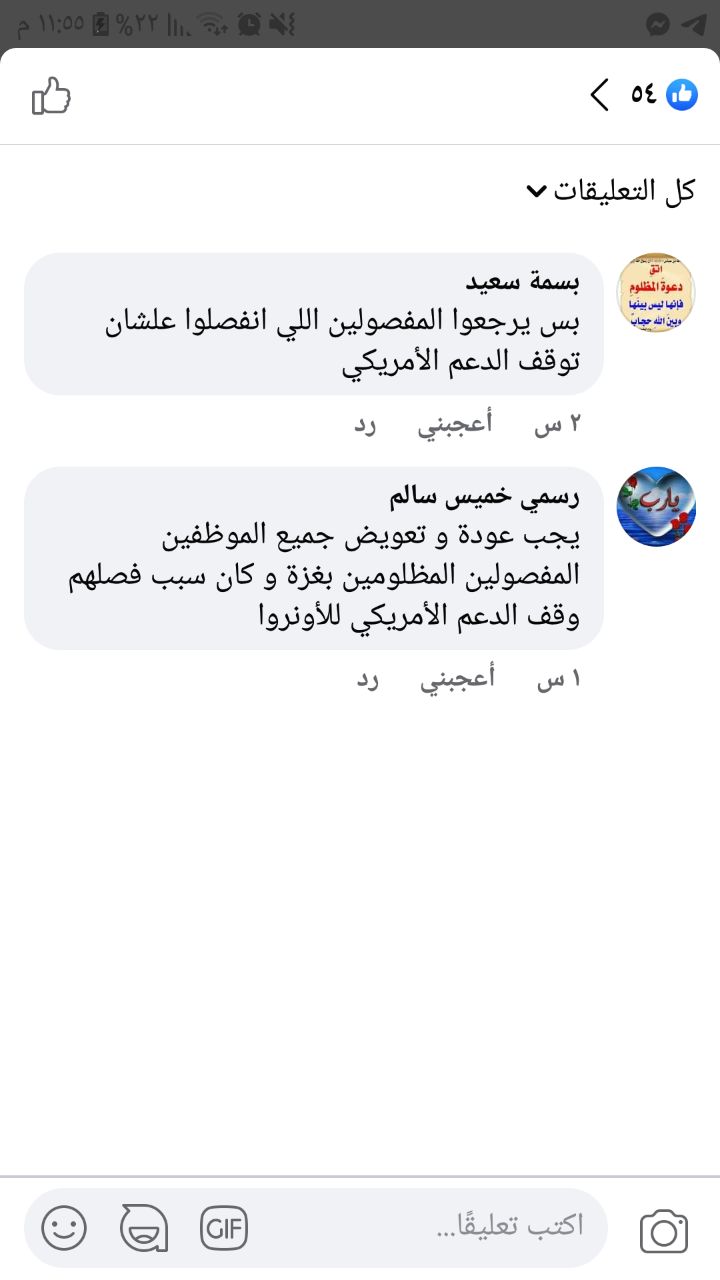 م ١١:٥٥ %٢٢
٥٤
كل التعليقات
اتق
دعوة المظلوم
فإنها ليس بينها
وبين الله حجاب
بسمة سعيد
بس يرجعوا المفصولين اللي انفصلوا علشان
توقف الدعم الأمريكي
٢ س أعجبني رد
يارب
رسمي خميس سالم
يجب عودة و تعويض جميع الموظفين
المفصولين المظلومين بغزة و كان سبب فصلهم
وقف الدعم الأمريكي للأونروا
١ س أعجبني رد
اكتب تعليقًا...
GIF